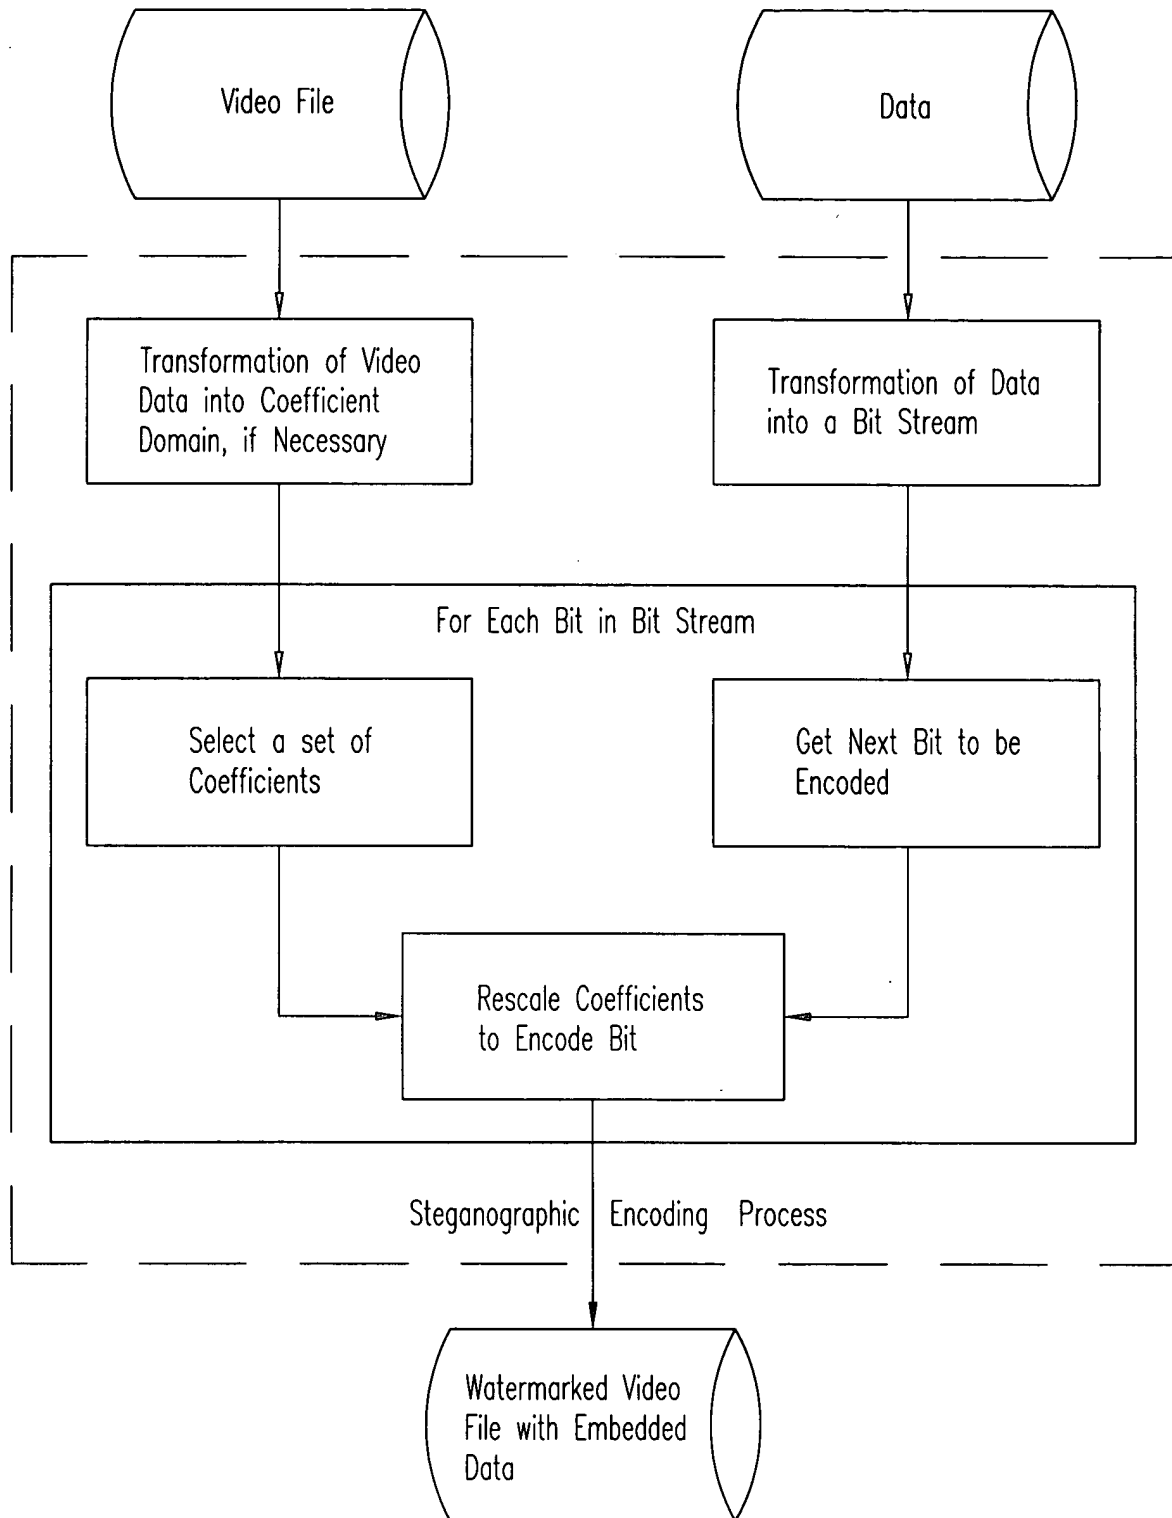 Video File
Data
Transformation of Video
Data into Coefficient
Domain, if Necessary
Transformation of Data
into a Bit Stream
For Each Bit in Bit Stream
Select a set of
Coefficients
Get Next Bit to be
Encoded
Rescale Coefficients
to Encode Bit
Steganographic Encoding Process
Watermarked Video
File with Embedded
Data